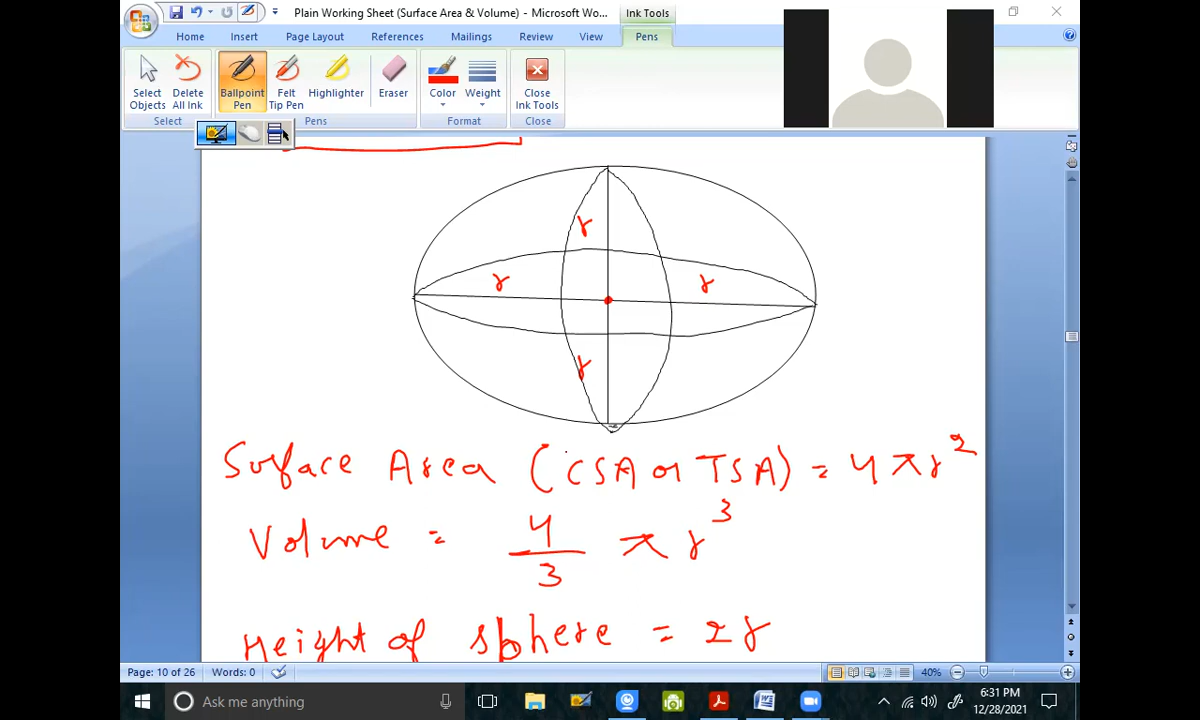 Plain Working Sheet (Surface Area & Volume) - Microsoft Wo...
Ink Tools
Home Insert Page Layout References Mailings Review View Pens
Select Objects
Delete All Ink
Ballpoint Pen
Felt Tip Pen
Highlighter
Eraser
Color
Weight
Close Ink Tools
Select Pens Format Close
r
r r
r
Surface Area (CSA or TSA) = 4πr²
Volume = 4/3 π r³
Height of sphere = 2r
Page: 10 of 26 Words: 0 40%
Ask me anything
6:31 PM
12/28/2021